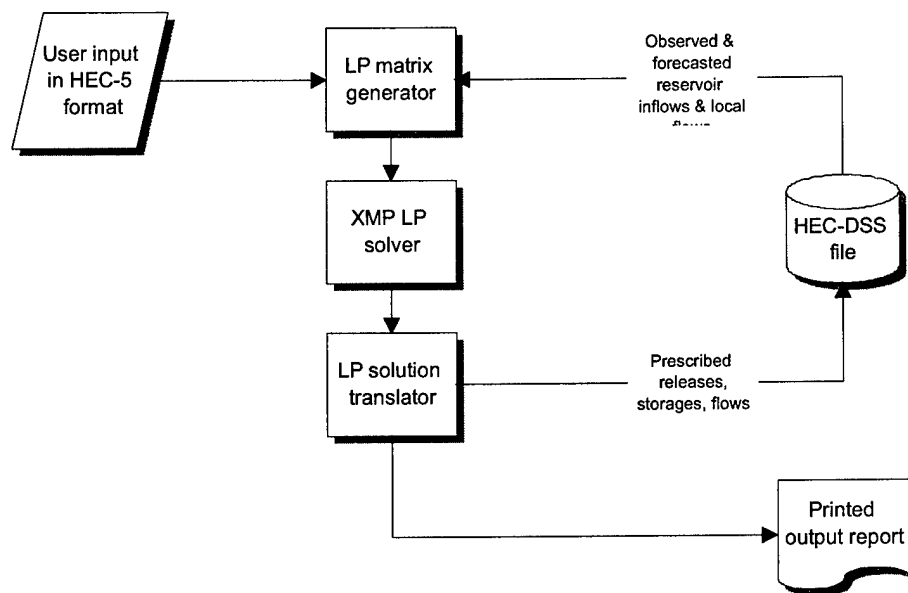 User input
in HEC-5
format
LP matrix
generator
Observed &
forecasted
reservoir
inflows & local
flows
XMP LP
solver
HEC-DSS
file
LP solution
translator
Prescribed
releases,
storages, flows
Printed
output report